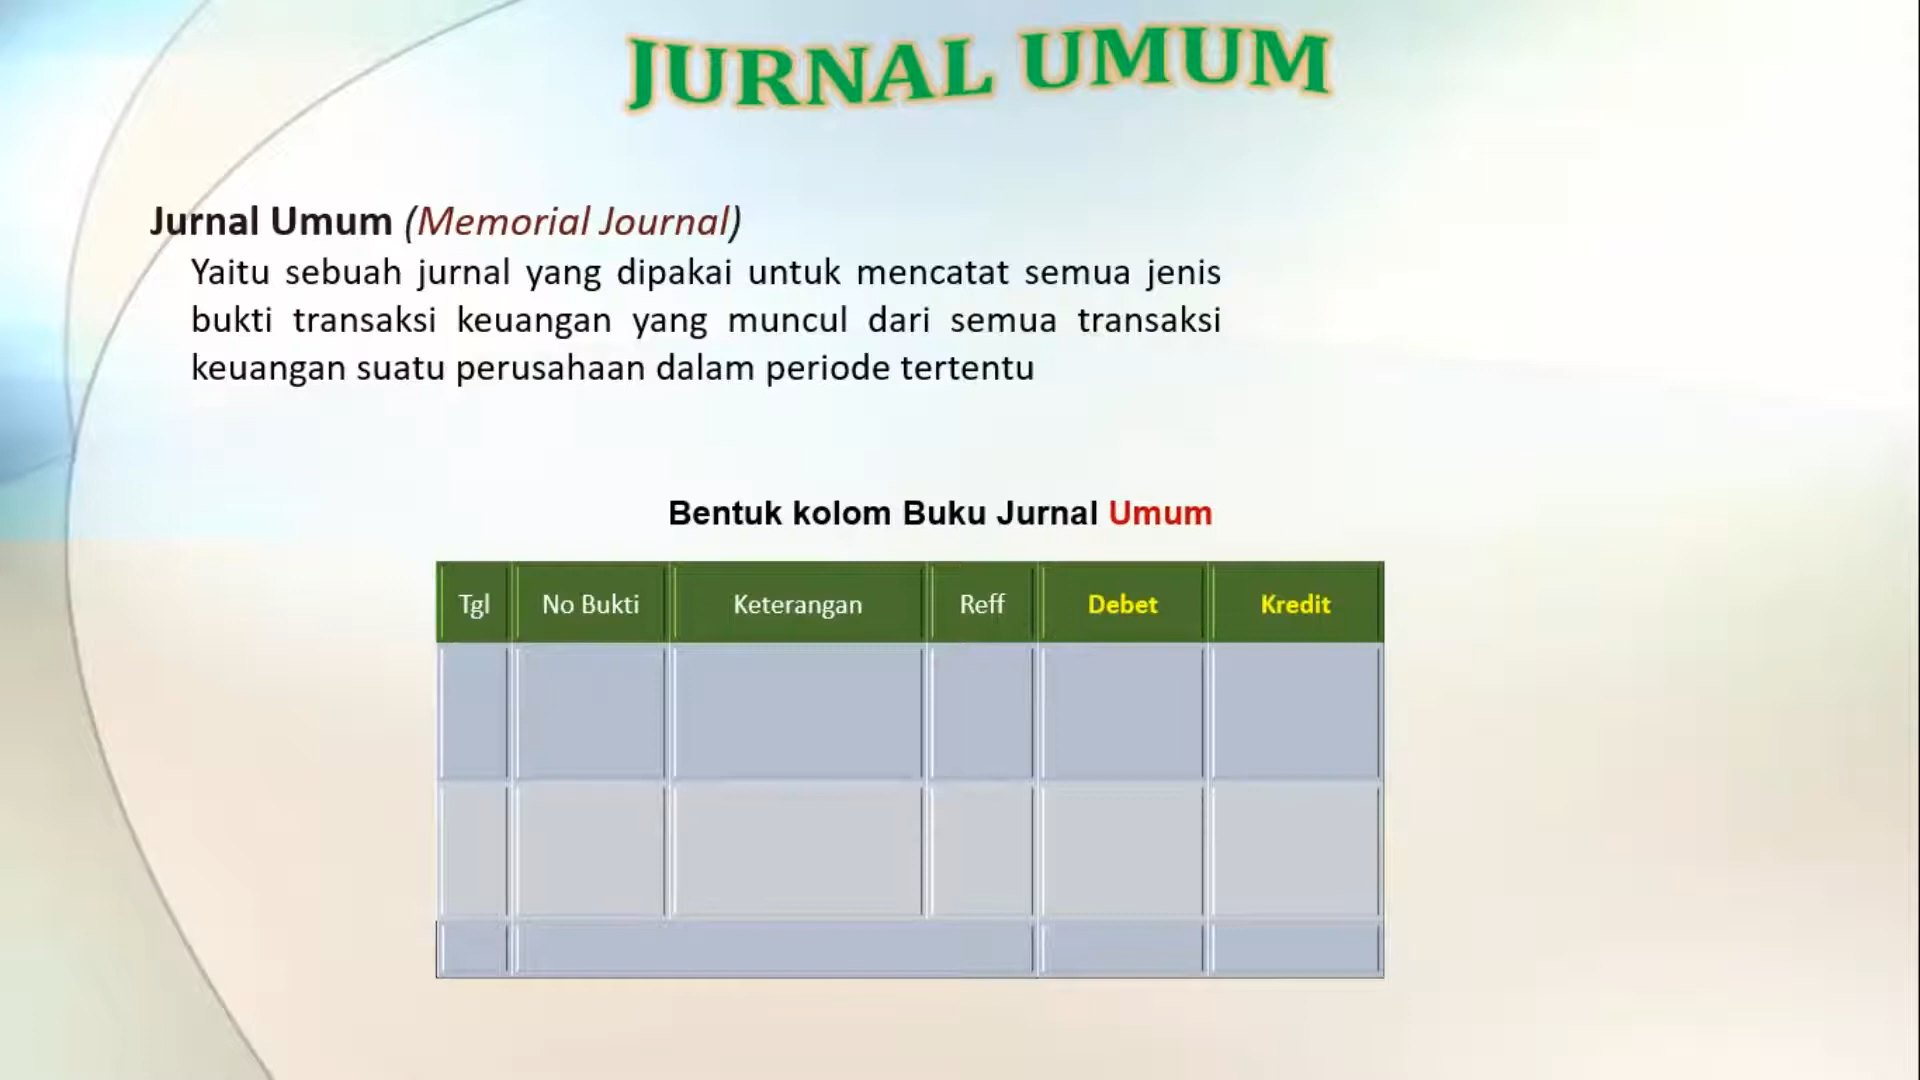 JURNAL UMUM
Jurnal Umum (Memorial Journal)
Yaitu sebuah jurnal yang dipakai untuk mencatat semua jenis
bukti transaksi keuangan yang muncul dari semua transaksi
keuangan suatu perusahaan dalam periode tertentu
Bentuk kolom Buku Jurnal Umum
Tgl No Bukti Keterangan Reff Debet Kredit